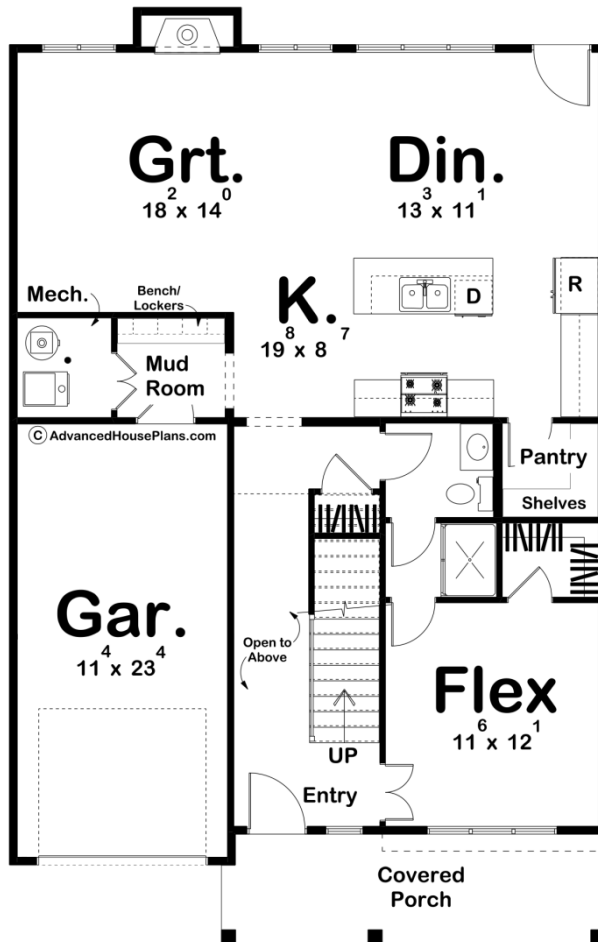 Grt.
18² x 14⁰
Din.
13³ x 11¹
Mech.
Bench/
Lockers
K.
19⁸ x 8⁷
D
R
Mud
Room
© AdvancedHousePlans.com
Pantry
Shelves
Gar.
11⁴ x 23⁴
Open to
Above
UP
Entry
Flex
11⁶ x 12¹
Covered
Porch